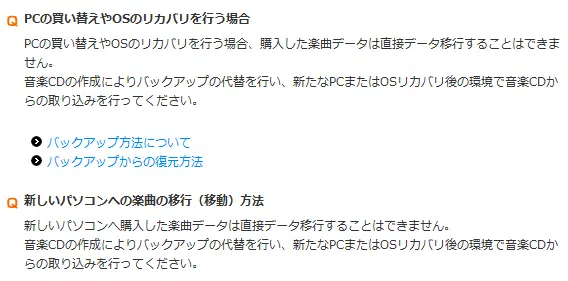 Q PCの買い替えやOSのリカバリを行う場合
PCの買い替えやOSのリカバリを行う場合、購入した楽曲データは直接データ移行することはできま
せん。
音楽CDの作成によりバックアップの代替を行い、新たなPCまたはOSリカバリ後の環境で音楽CDか
らの取り込みを行ってください。
バックアップ方法について
バックアップからの復元方法
Q 新しいパソコンへの楽曲の移行（移動）方法
新しいパソコンへ購入した楽曲データは直接データ移行することはできません。
音楽CDの作成によりバックアップの代替を行い、新たなPCまたはOSリカバリ後の環境で音楽CDか
らの取り込みを行ってください。